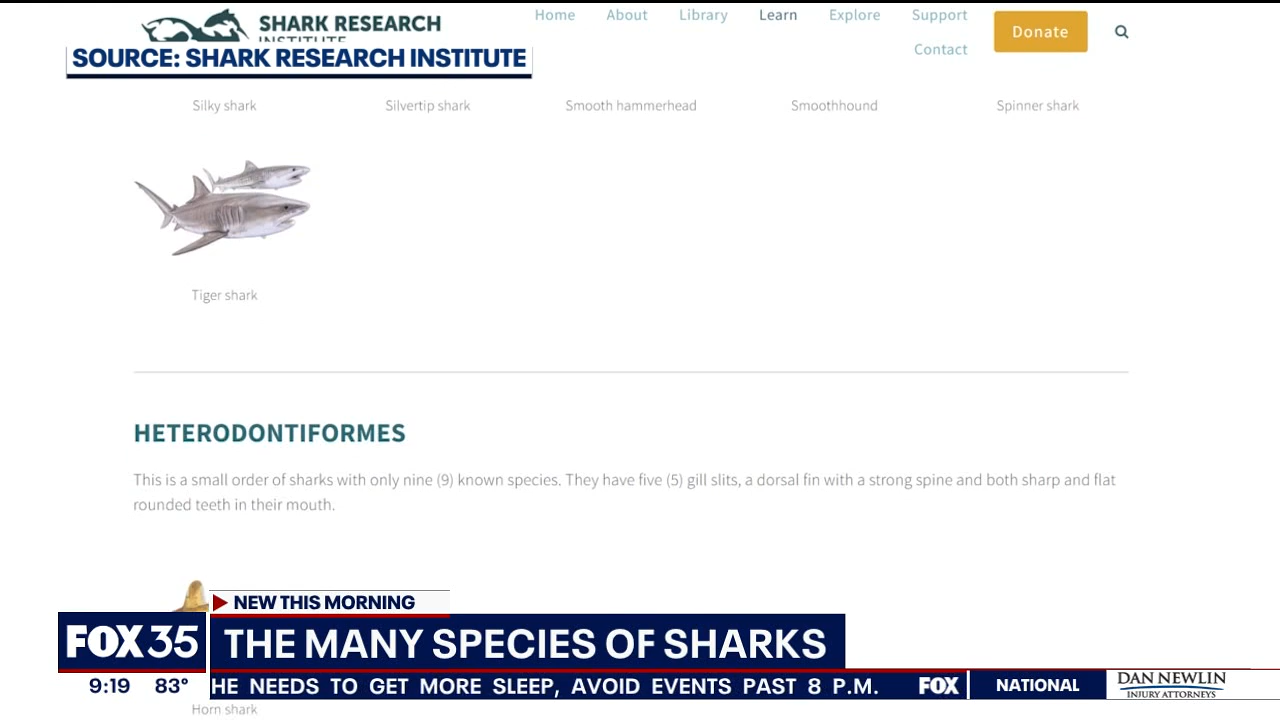 SHARK RESEARCH
INSTITUTE
Home About Library Learn Explore Support
Contact
Donate
SOURCE: SHARK RESEARCH INSTITUTE
Silky shark Silvertip shark Smooth hammerhead Smoothhound Spinner shark
Tiger shark
HETERODONTIFORMES
This is a small order of sharks with only nine (9) known species. They have five (5) gill slits, a dorsal fin with a strong spine and both sharp and flat
rounded teeth in their mouth.
NEW THIS MORNING
FOX 35
THE MANY SPECIES OF SHARKS
9:19 83°
HE NEEDS TO GET MORE SLEEP, AVOID EVENTS PAST 8 P.M.
FOX
NATIONAL
DAN NEWLIN
INJURY ATTORNEYS
Horn shark